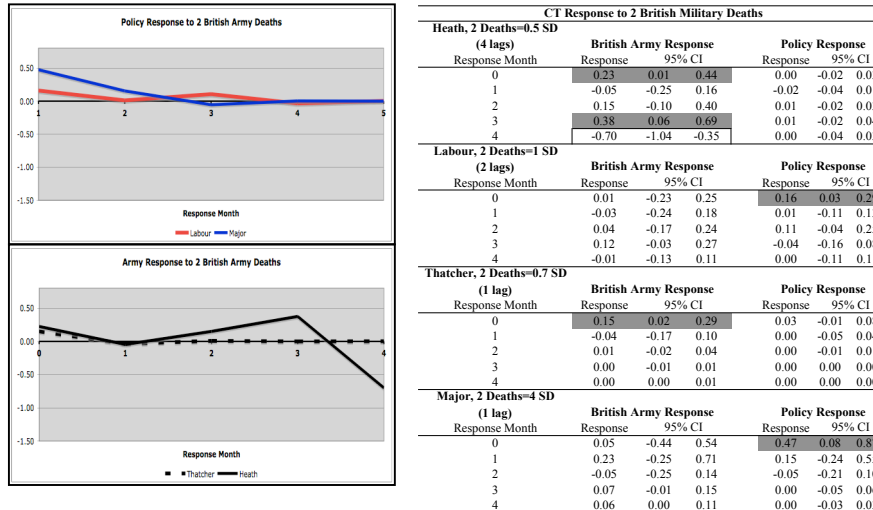 Policy Response to 2 British Army Deaths
0.50
0.00
1 2 3 4 5
-0.50
-1.00
-1.50
Response Month
Labour Major
Army Response to 2 British Army Deaths
0.50
0.00
0 1 2 3 4
-0.50
-1.00
-1.50
Response Month
Thatcher Heath
CT Response to 2 British Military Deaths
Heath, 2 Deaths=0.5 SD
(4 lags) British Army Response Policy Response
Response Month Response 95% CI Response 95% CI
0 0.23 0.01 0.44 0.00 -0.02
1 -0.05 -0.25 0.16 -0.02 -0.04
2 0.15 -0.10 0.40 0.01 -0.02
3 0.38 0.06 0.69 0.01 -0.02
4 -0.70 -1.04 -0.35 0.00 -0.04
Labour, 2 Deaths=1 SD
(2 lags) British Army Response Policy Response
Response Month Response 95% CI Response 95% CI
0 0.01 -0.23 0.25 0.16 0.03
1 -0.03 -0.24 0.18 0.01 -0.11
2 0.04 -0.17 0.24 0.11 -0.04
3 0.12 -0.03 0.27 -0.04 -0.16
4 -0.01 -0.13 0.11 0.00 -0.11
Thatcher, 2 Deaths=0.7 SD
(1 lag) British Army Response Policy Response
Response Month Response 95% CI Response 95% CI
0 0.15 0.02 0.29 0.03 -0.01
1 -0.04 -0.17 0.10 0.00 -0.05
2 0.01 -0.02 0.04 0.00 -0.01
3 0.00 -0.01 0.01 0.00 0.00
4 0.00 0.00 0.01 0.00 0.00
Major, 2 Deaths=4 SD
(1 lag) British Army Response Policy Response
Response Month Response 95% CI Response 95% CI
0 0.05 -0.44 0.54 0.47 0.08
1 0.23 -0.25 0.71 0.15 -0.24
2 -0.05 -0.25 0.14 -0.05 -0.21
3 0.07 -0.01 0.15 0.00 -0.05
4 0.06 0.00 0.11 0.00 -0.03